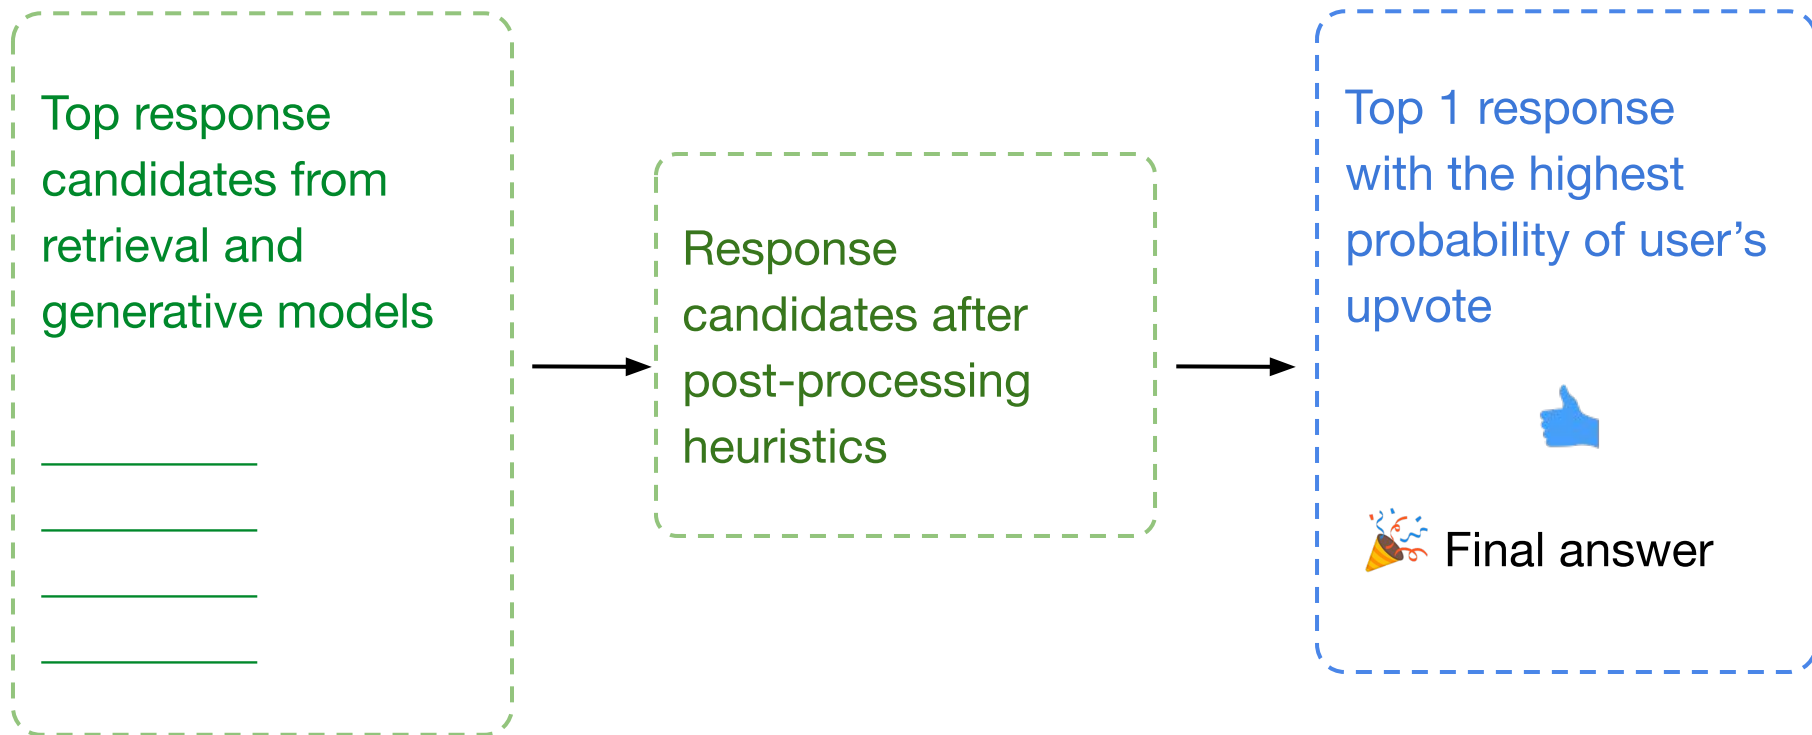 Top response
candidates from
retrieval and
generative models
Response
candidates after
post-processing
heuristics
Top 1 response
with the highest
probability of user’s
upvote
Final answer